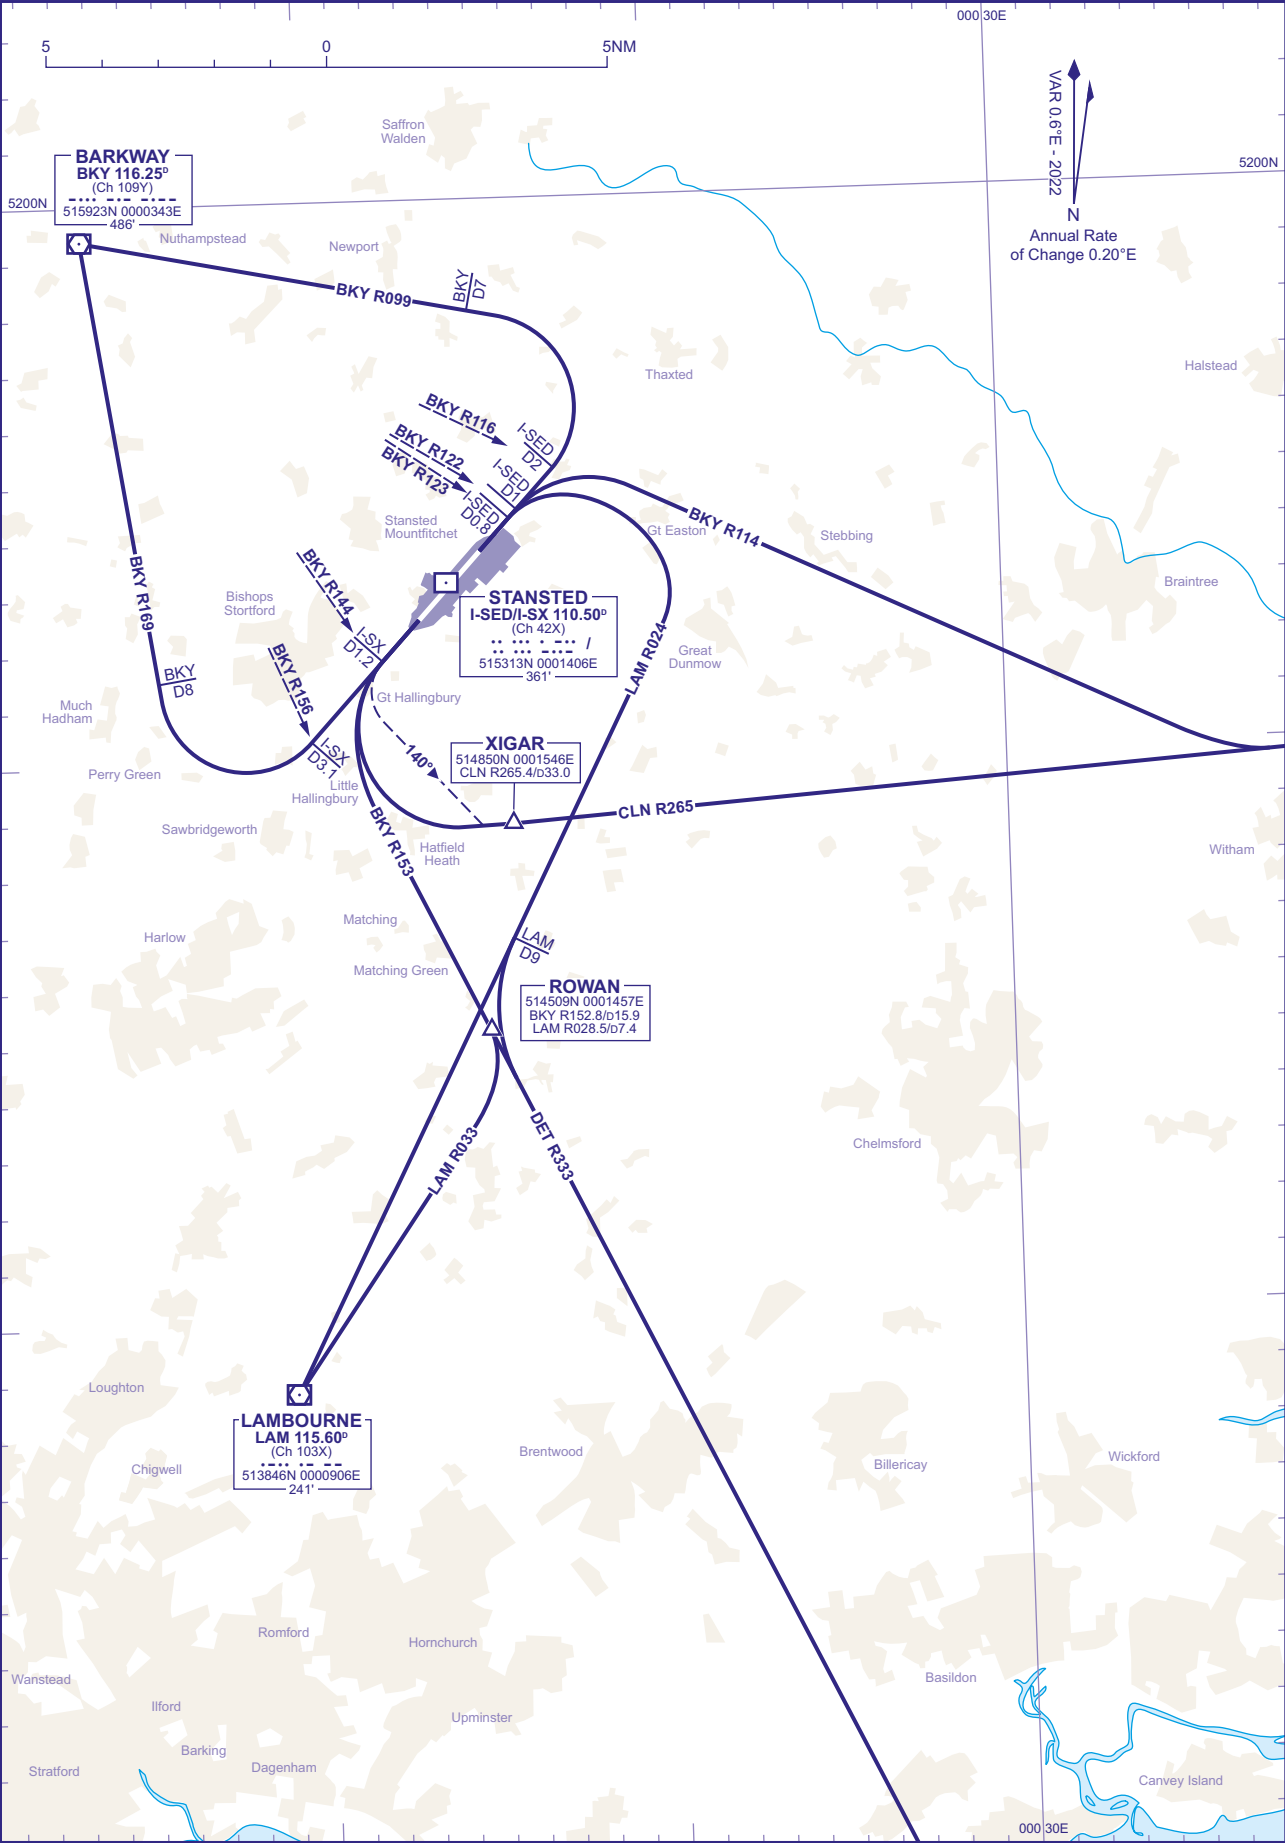 000 30E
5
0
5NM
VAR 0.6°E - 2022
N
Annual Rate
of Change 0.20°E
Saffron
Walden
BARKWAY
BKY 116.25ᴰ
(Ch 109Y)
515923N 0000343E
486'
5200N
5200N
Nuthampstead
Newport
BKY R099
BKY
D7
Thaxted
Halstead
BKY R116
I-SED
D2
BKY R122
I-SED
D1
BKY R123
I-SED
D0.8
Stansted
Mountfitchet
Gt Easton
BKY R114
Stebbing
Braintree
BKY R169
BKY R144
I-SX
D1.2
Bishops
Stortford
STANSTED
I-SED/I-SX 110.50ᴰ
(Ch 42X)
/
515313N 0001406E
361'
LAM R024
Great
Dunmow
BKY
D8
BKY R156
I-SX
D3.1
Much
Hadham
Gt Hallingbury
140°
XIGAR
514850N 0001546E
CLN R265.4/D33.0
Perry Green
Little
Hallingbury
CLN R265
Sawbridgeworth
BKY R153
Hatfield
Heath
Witham
Matching
Harlow
LAM
D9
Matching Green
ROWAN
514509N 0001457E
BKY R152.8/D15.9
LAM R028.5/D7.4
LAM R033
DET R333
Chelmsford
Loughton
LAMBOURNE
LAM 115.60ᴰ
(Ch 103X)
513846N 0000906E
241'
Brentwood
Billericay
Wickford
Chigwell
Romford
Hornchurch
Wanstead
Basildon
Ilford
Upminster
Barking
Dagenham
Stratford
Canvey Island
000 30E